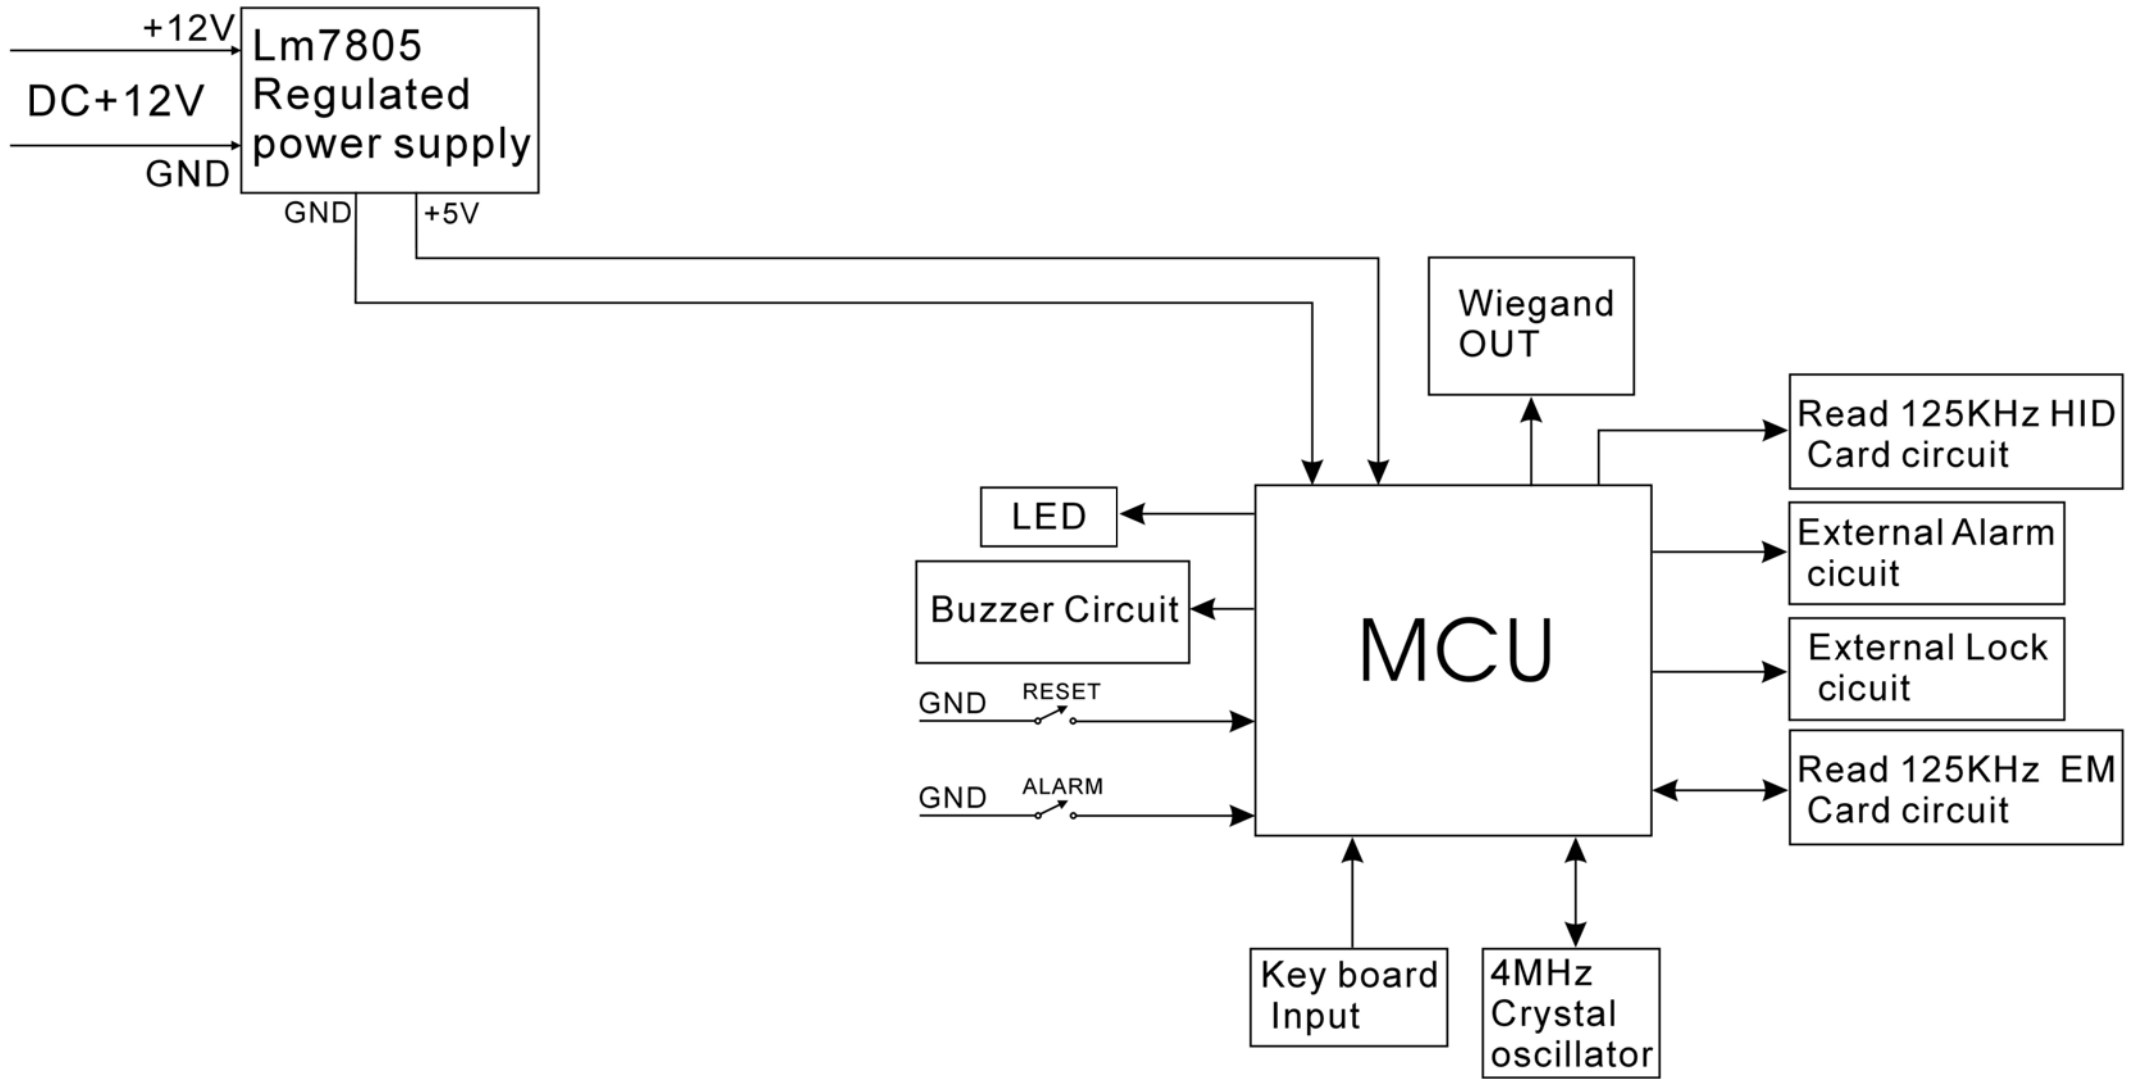 +12V
DC+12V
GND
Lm7805
Regulated
power supply
GND
+5V
Wiegand
OUT
Read 125KHz HID
Card circuit
LED
External Alarm
cicuit
Buzzer Circuit
MCU
External Lock
cicuit
GND
RESET
GND
ALARM
Read 125KHz EM
Card circuit
Key board
Input
4MHz
Crystal
oscillator